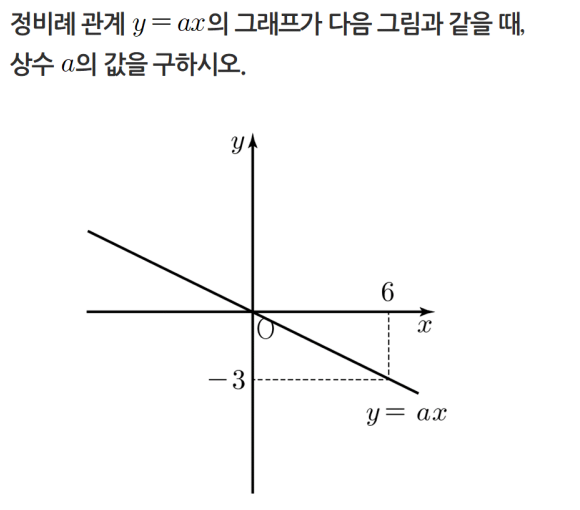 정비례 관계 y = ax의 그래프가 다음 그림과 같을 때,
상수 a의 값을 구하시오.
y
6
O
x
−3
y = ax